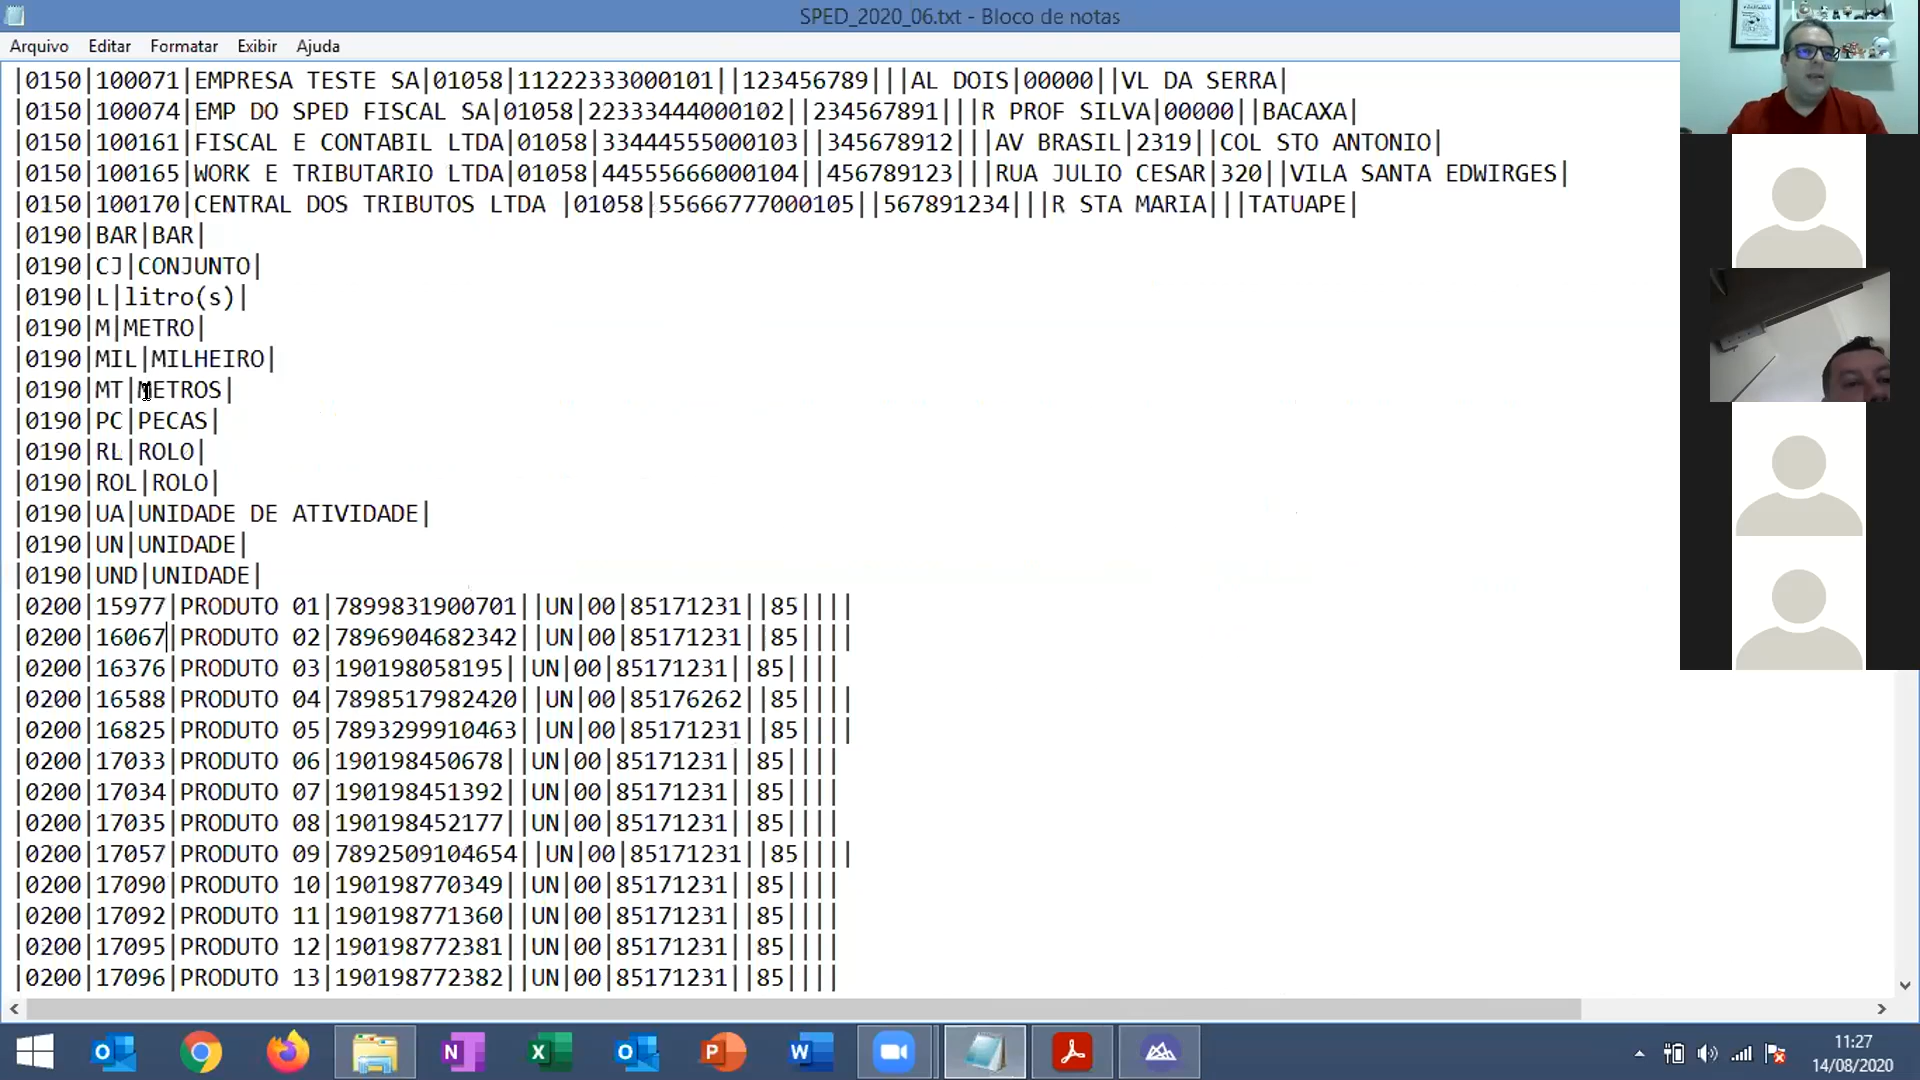 SPED_2020_06.txt - Bloco de notas
Arquivo Editar Formatar Exibir Ajuda
|0150|100071|EMPRESA TESTE SA|01058|11222333000101||123456789|||AL DOIS|00000||VL DA SERRA|
|0150|100074|EMP DO SPED FISCAL SA|01058|22333444000102||234567891|||R PROF SILVA|00000||BACAXA|
|0150|100161|FISCAL E CONTABIL LTDA|01058|33444555000103||345678912|||AV BRASIL|2319||COL STO ANTONIO|
|0150|100165|WORK E TRIBUTARIO LTDA|01058|44555666000104||456789123|||RUA JULIO CESAR|320||VILA SANTA EDWIRGES|
|0150|100170|CENTRAL DOS TRIBUTOS LTDA |01058|55666777000105||567891234|||R STA MARIA|||TATUAPE|
|0190|BAR|BAR|
|0190|CJ|CONJUNTO|
|0190|L|litro(s)|
|0190|M|METRO|
|0190|MIL|MILHEIRO|
|0190|MT|METROS|
|0190|PC|PECAS|
|0190|RL|ROLO|
|0190|ROL|ROLO|
|0190|UA|UNIDADE DE ATIVIDADE|
|0190|UN|UNIDADE|
|0190|UND|UNIDADE|
|0200|15977|PRODUTO 01|7899831900701||UN|00|85171231||85||||
|0200|16067|PRODUTO 02|7896904682342||UN|00|85171231||85||||
|0200|16376|PRODUTO 03|190198058195||UN|00|85171231||85||||
|0200|16588|PRODUTO 04|7898517982420||UN|00|85176262||85||||
|0200|16825|PRODUTO 05|7893299910463||UN|00|85171231||85||||
|0200|17033|PRODUTO 06|190198450678||UN|00|85171231||85||||
|0200|17034|PRODUTO 07|190198451392||UN|00|85171231||85||||
|0200|17035|PRODUTO 08|190198452177||UN|00|85171231||85||||
|0200|17057|PRODUTO 09|7892509104654||UN|00|85171231||85||||
|0200|17090|PRODUTO 10|190198770349||UN|00|85171231||85||||
|0200|17092|PRODUTO 11|190198771360||UN|00|85171231||85||||
|0200|17095|PRODUTO 12|190198772381||UN|00|85171231||85||||
|0200|17096|PRODUTO 13|190198772382||UN|00|85171231||85||||
11:27
14/08/2020